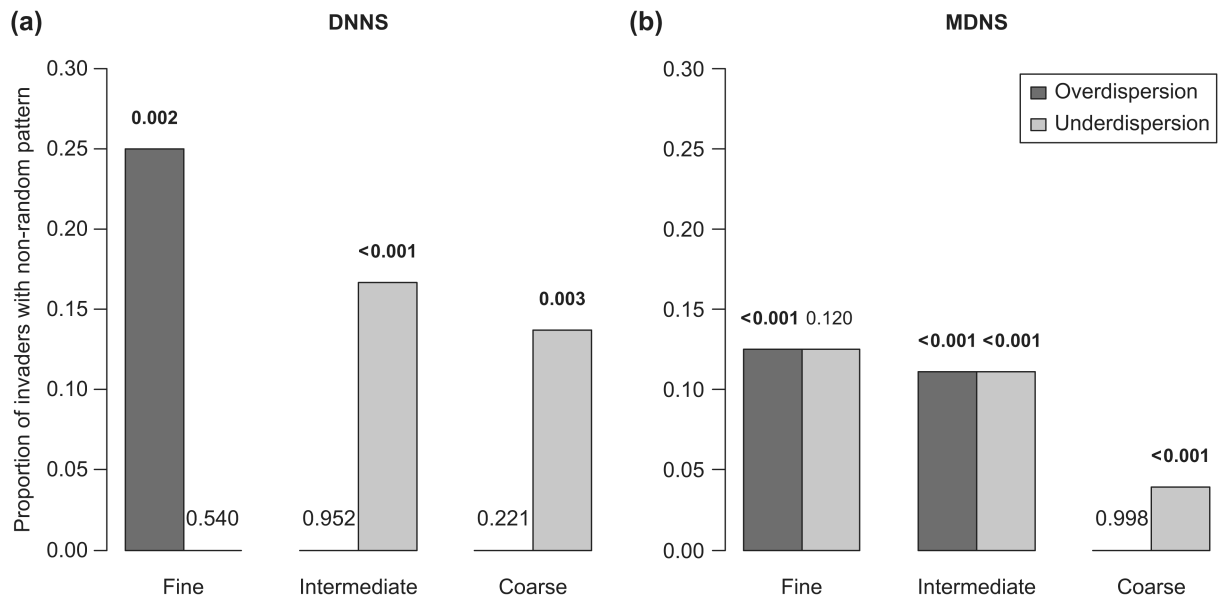 (a)
DNNS
Proportion of invaders with non-random pattern
0.30
0.25
0.20
0.15
0.10
0.05
0.00
0.002
0.540
<0.001
0.952
0.003
0.221
Fine
Intermediate
Coarse
(b)
MDNS
Overdispersion
Underdispersion
0.30
0.25
0.20
0.15
0.10
0.05
0.00
<0.001 0.120
<0.001 <0.001
<0.001
0.998
Fine
Intermediate
Coarse